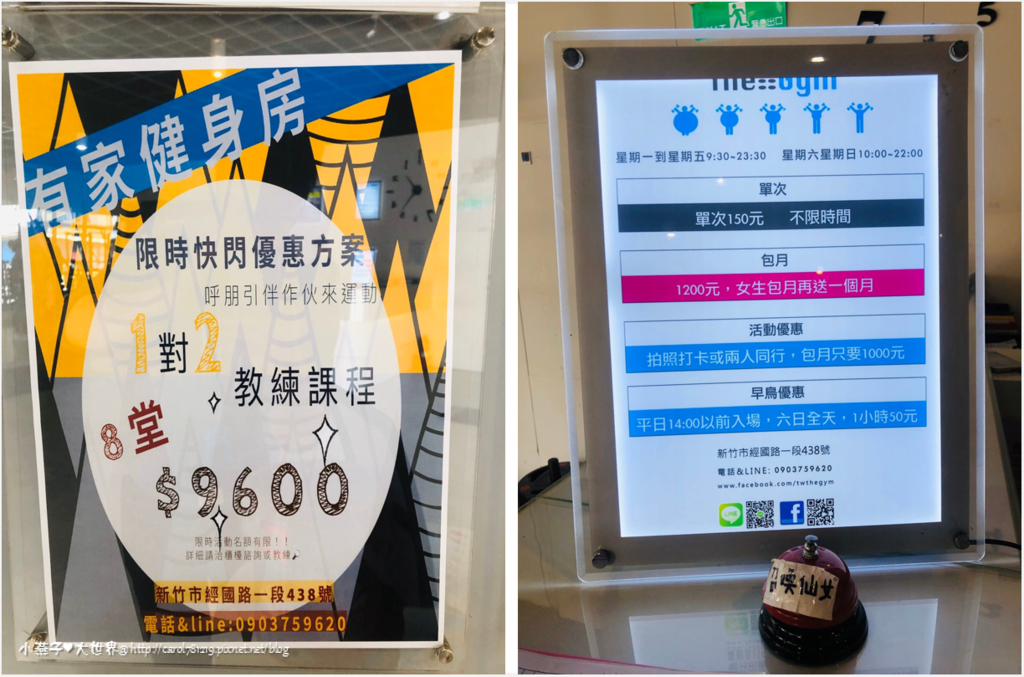 有家健身房
限時快閃優惠方案
呼朋引伴作伙來運動
1對2
教練課程
8堂
$9600
限時活動名額有限！！
詳細請洽櫃檯諮詢或教練
新竹市經國路一段438號
電話&line:0903759620
小菱子♥大世界@http://carol781219.pixnet.net/blog
5
The Gym
星期一到星期五9:30~23:30 星期六星期日10:00~22:00
單次
單次150元 不限時間
包月
1200元，女生包月再送一個月
活動優惠
拍照打卡或兩人同行，包月只要1000元
早鳥優惠
平日14:00以前入場，六日全天，1小時50元
新竹市經國路一段438號
電話&LINE: 0903759620
www.facebook.com/twthegym
LINE
f
喚仙女